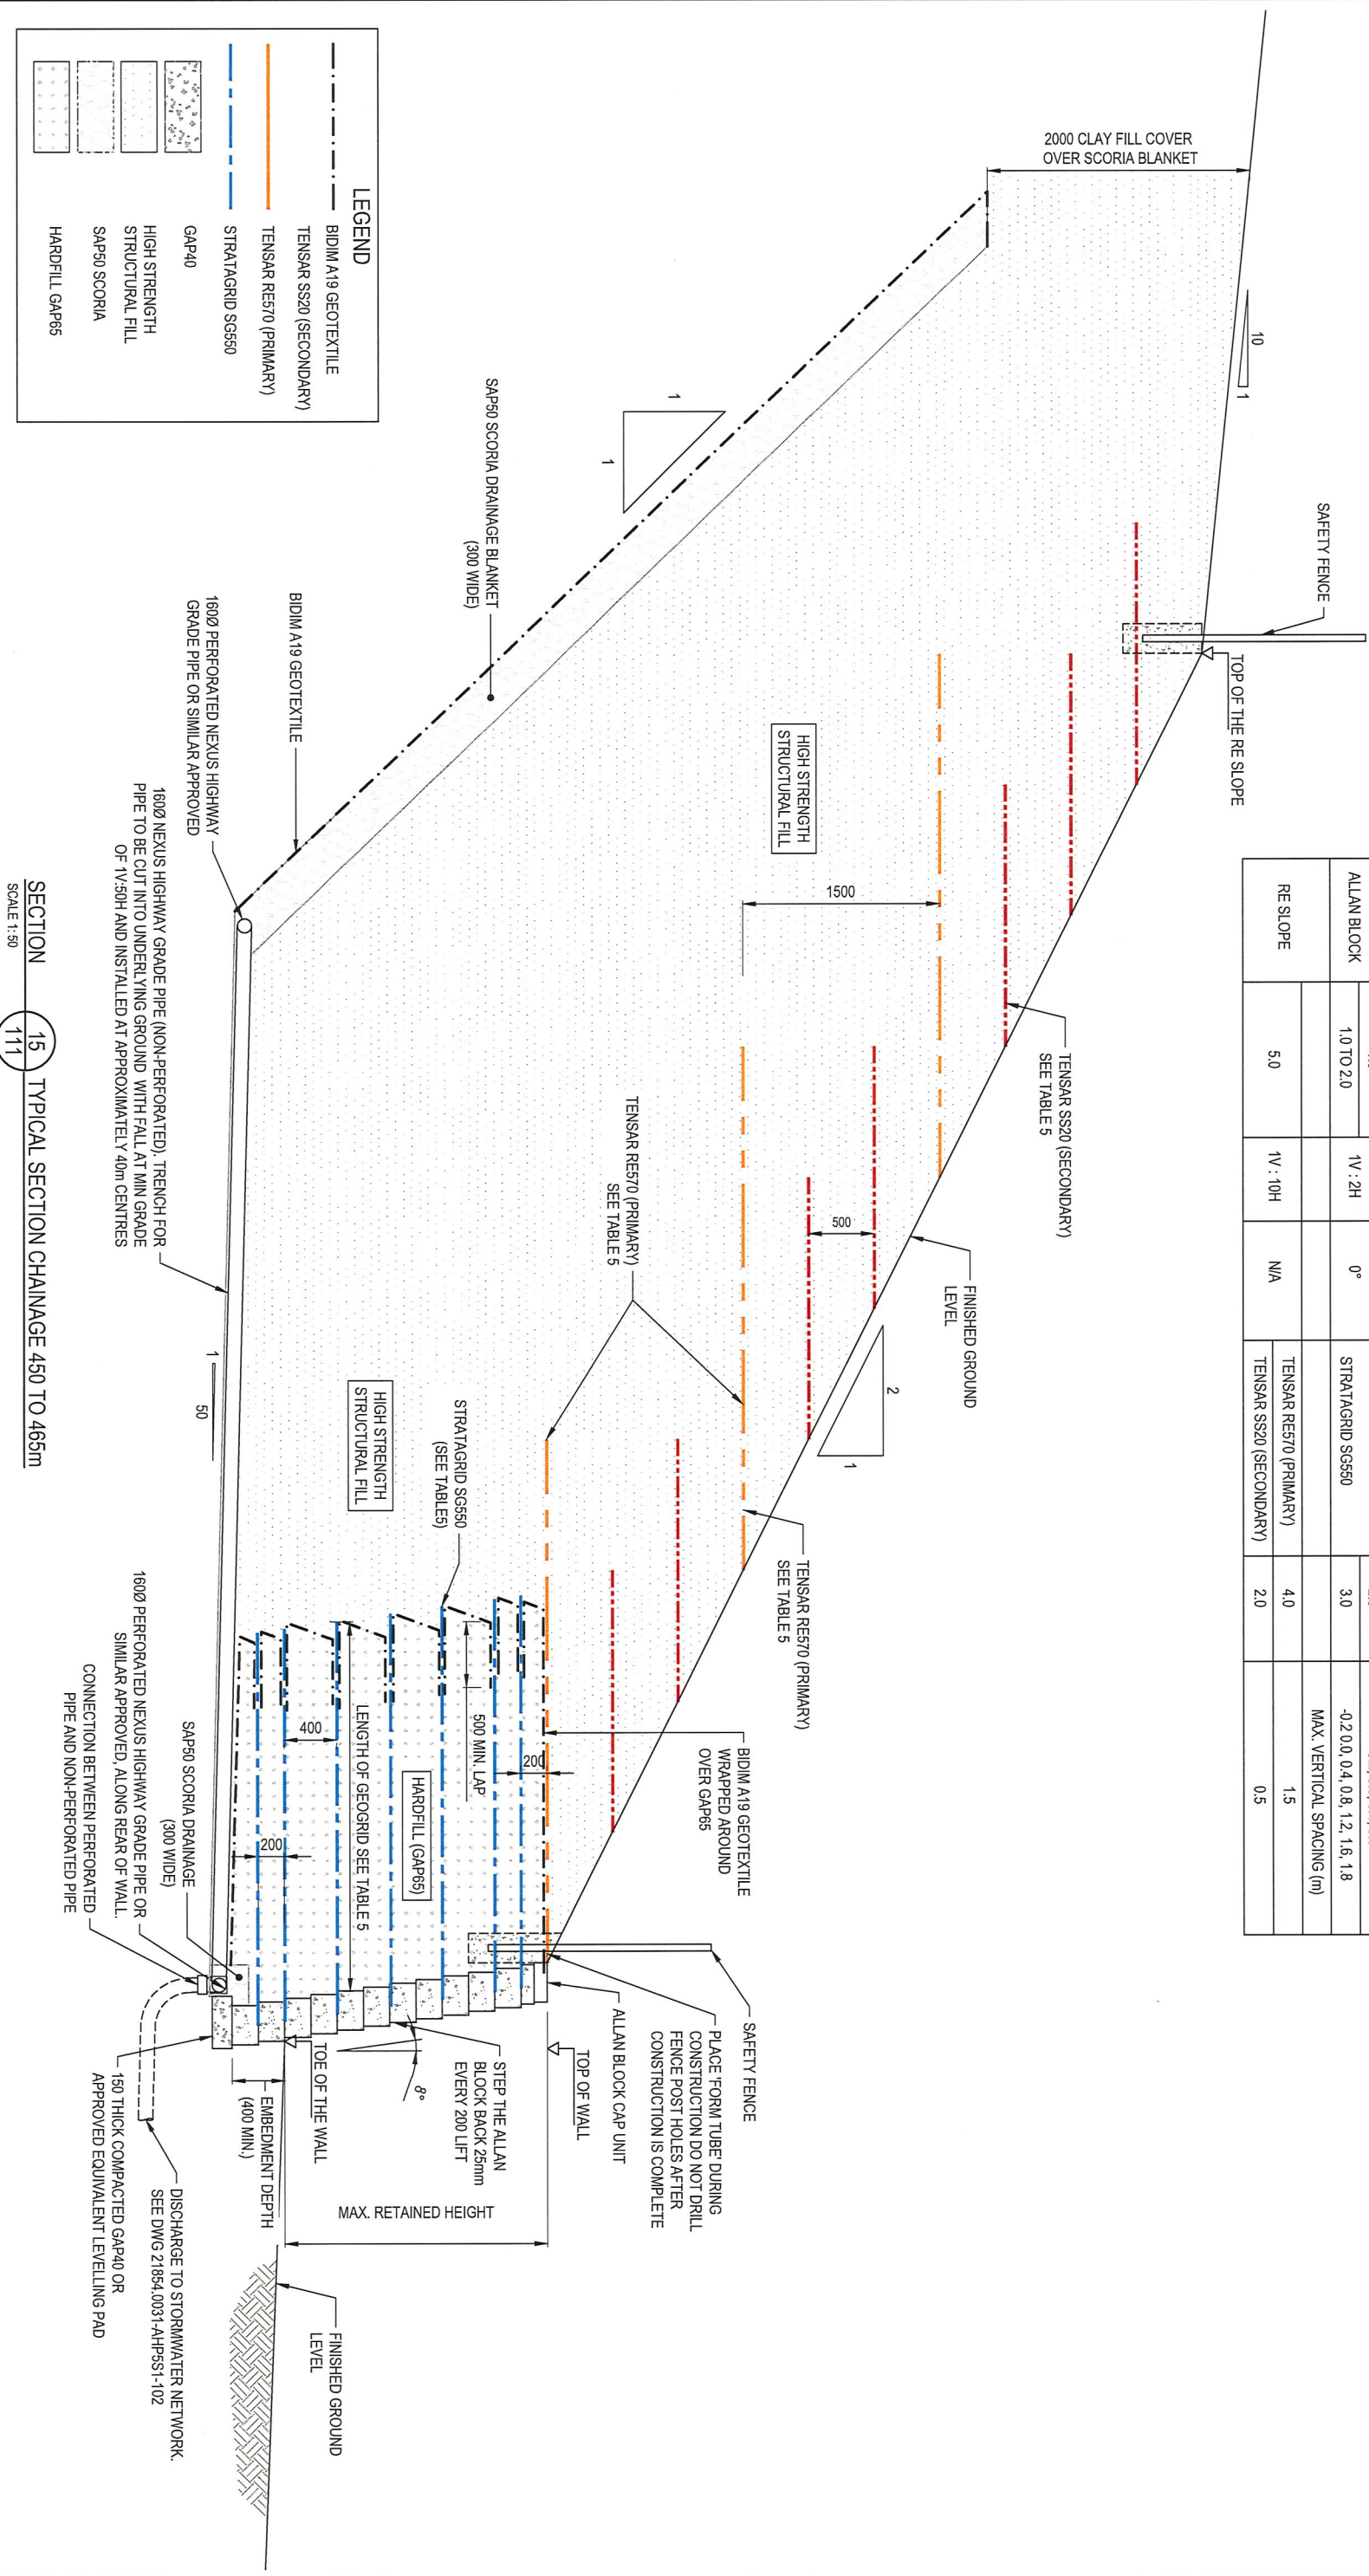 ALLAN BLOCK
1.0 TO 2.0
1V : 2H
0°
STRATAGRID SG550
3.0
-0.2 0.0, 0.4, 0.8, 1.2, 1.6, 1.8
MAX. VERTICAL SPACING (m)
RE SLOPE
5.0
1V : 10H
N/A
TENSAR RE570 (PRIMARY)
4.0
1.5
TENSAR SS20 (SECONDARY)
2.0
0.5
2000 CLAY FILL COVER
OVER SCORIA BLANKET
10
1
SAFETY FENCE
TOP OF THE RE SLOPE
HIGH STRENGTH
STRUCTURAL FILL
1500
TENSAR SS20 (SECONDARY)
SEE TABLE 5
500
FINISHED GROUND
LEVEL
2
1
TENSAR RE570 (PRIMARY)
SEE TABLE 5
TENSAR RE570 (PRIMARY)
SEE TABLE 5
BIDIM A19 GEOTEXTILE
WRAPPED AROUND
OVER GAP65
SAFETY FENCE
PLACE 'FORM TUBE' DURING
CONSTRUCTION DO NOT DRILL
FENCE POST HOLES AFTER
CONSTRUCTION IS COMPLETE
ALLAN BLOCK CAP UNIT
TOP OF WALL
1
1
SAP50 SCORIA DRAINAGE BLANKET
(300 WIDE)
BIDIM A19 GEOTEXTILE
160Ø PERFORATED NEXUS HIGHWAY
GRADE PIPE OR SIMILAR APPROVED
160Ø NEXUS HIGHWAY GRADE PIPE (NON-PERFORATED). TRENCH FOR
PIPE TO BE CUT INTO UNDERLYING GROUND WITH FALL AT MIN GRADE
OF 1V:50H AND INSTALLED AT APPROXIMATELY 40m CENTRES
1
50
STRATAGRID SG550
(SEE TABLE5)
HIGH STRENGTH
STRUCTURAL FILL
200
500 MIN. LAP
HARDFILL (GAP65)
400
LENGTH OF GEOGRID SEE TABLE 5
200
STEP THE ALLAN
BLOCK BACK 25mm
EVERY 200 LIFT
8°
MAX. RETAINED HEIGHT
TOE OF THE WALL
EMBEDMENT DEPTH
(400 MIN.)
FINISHED GROUND
LEVEL
SAP50 SCORIA DRAINAGE
(300 WIDE)
160Ø PERFORATED NEXUS HIGHWAY GRADE PIPE OR
SIMILAR APPROVED, ALONG REAR OF WALL.
CONNECTION BETWEEN PERFORATED
PIPE AND NON-PERFORATED PIPE
DISCHARGE TO STORMWATER NETWORK.
SEE DWG 21854.0031-AHP5S1-102
150 THICK COMPACTED GAP40 OR
APPROVED EQUIVALENT LEVELLING PAD
LEGEND
BIDIM A19 GEOTEXTILE
TENSAR SS20 (SECONDARY)
TENSAR RE570 (PRIMARY)
STRATAGRID SG550
GAP40
HIGH STRENGTH
STRUCTURAL FILL
SAP50 SCORIA
HARDFILL GAP65
SECTION 15 TYPICAL SECTION CHAINAGE 450 TO 465m
SCALE 1:50
111